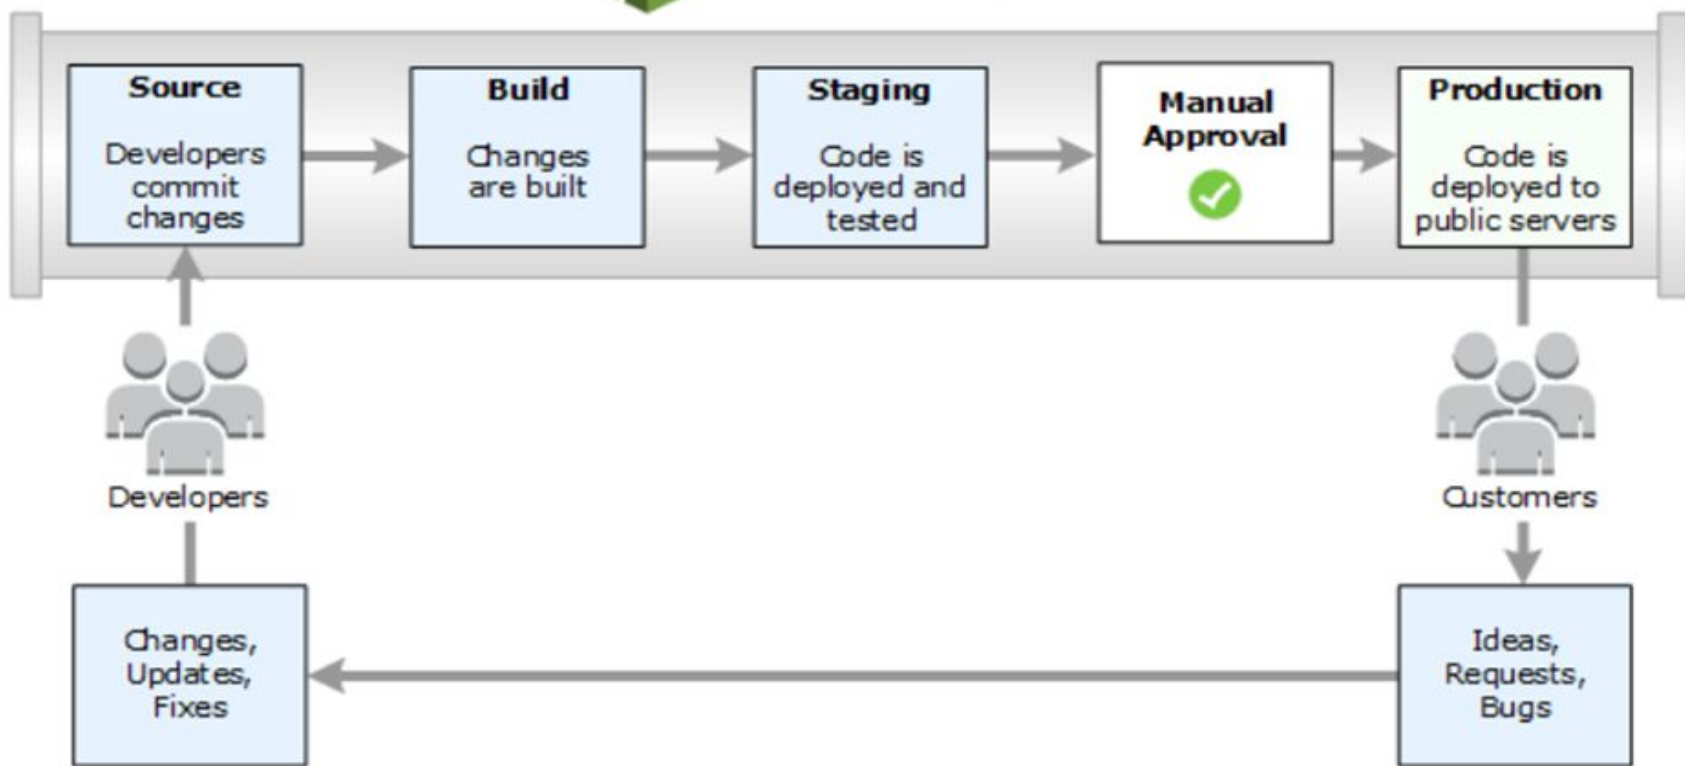 Source
Developers
commit
changes
Build
Changes
are built
Staging
Code is
deployed and
tested
Manual
Approval
Production
Code is
deployed to
public servers
Developers
Customers
Changes,
Updates,
Fixes
Ideas,
Requests,
Bugs